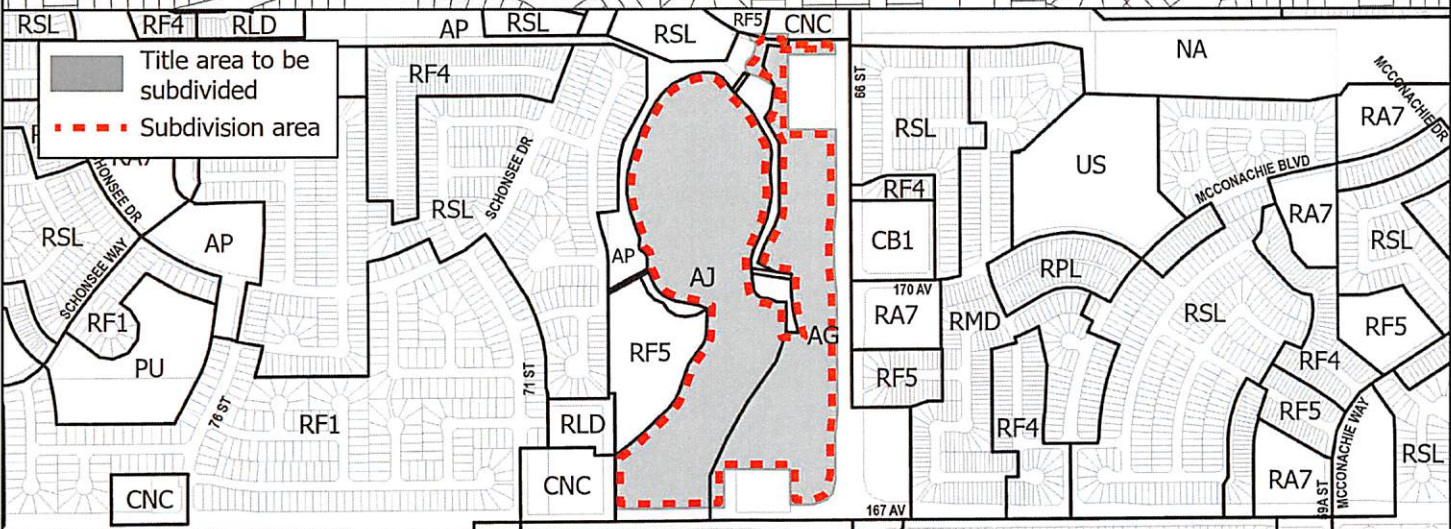 RSL
RF4
RLD
AP
RSL
RSL
RF5
CNC
Title area to be
subdivided
Subdivision area
RF4
66 ST
NA
MCCONACHIE DR
RA7
RSL
RA7
SCHONSEE DR
US
MCCONACHIE BLVD
RF4
RSL
SCHONSEE DR
RA7
RSL
AP
CB1
RSL
SCHONSEE WAY
AP
RPL
AJ
170 AV
RF1
RA7
RMD
RSL
AG
RF5
RF5
PU
RF5
RF4
71 ST
76 ST
RF1
RLD
RF4
RF5
MCCONACHIE WAY
RSL
CNC
CNC
RA7
167 AV